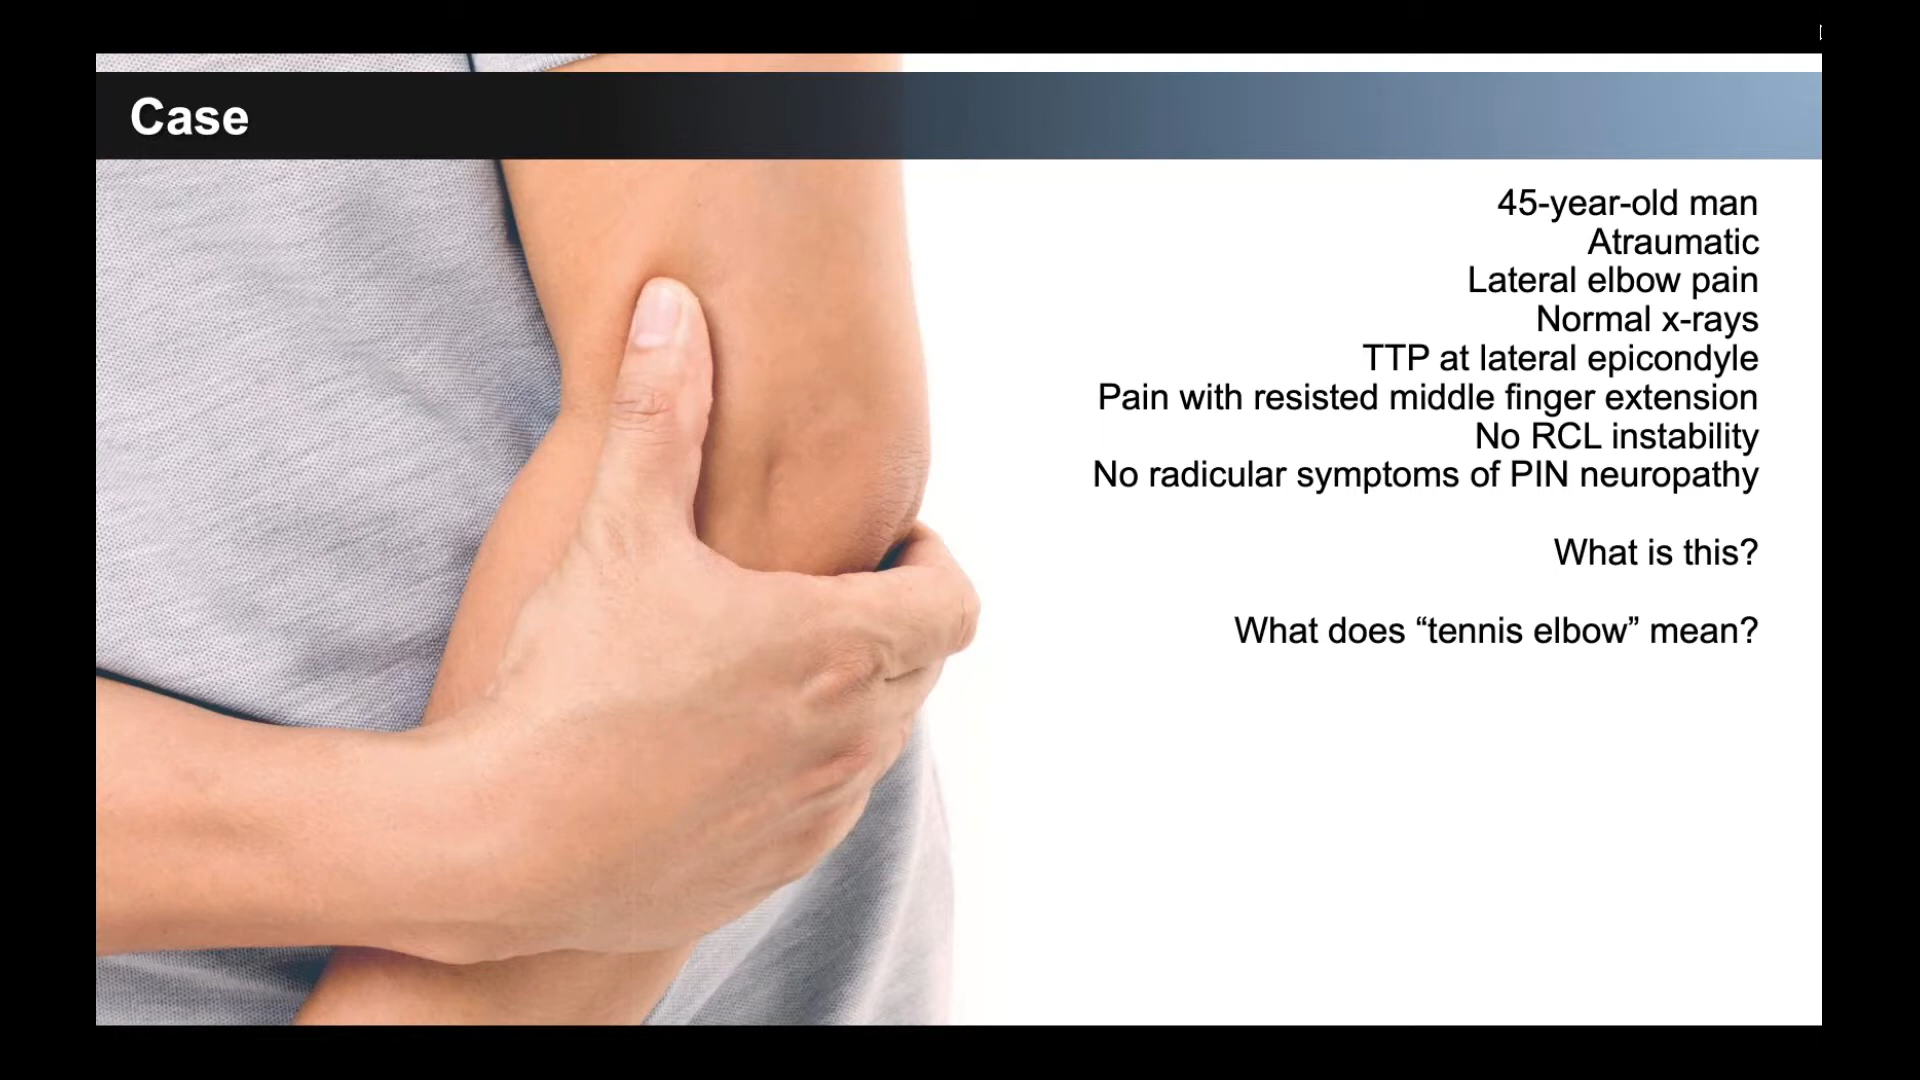 Case
45-year-old man
Atraumatic
Lateral elbow pain
Normal x-rays
TTP at lateral epicondyle
Pain with resisted middle finger extension
No RCL instability
No radicular symptoms of PIN neuropathy
What is this?
What does “tennis elbow” mean?